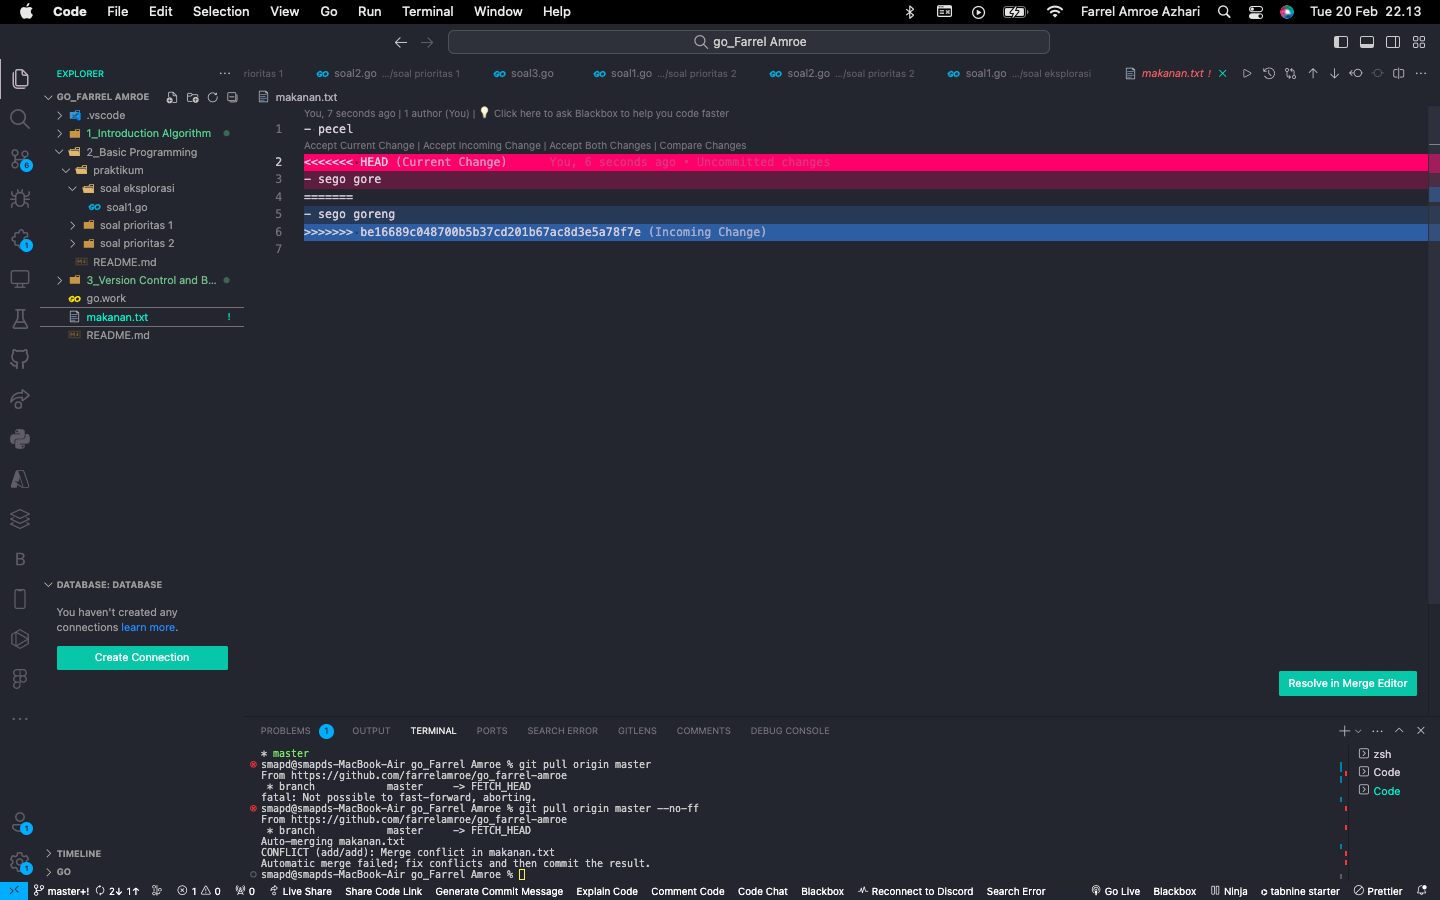 Code File Edit Selection View Go Run Terminal Window Help Farrel Amroe Azhari Tue 20 Feb 22.13
go_Farrel Amroe
EXPLORER
rioritas 1 soal2.go .../soal prioritas 1 soal3.go soal1.go .../soal prioritas 2 soal2.go .../soal prioritas 2 soal1.go .../soal eksplorasi makanan.txt !
GO_FARREL AMROE
.vscode
1_Introduction Algorithm
2_Basic Programming
praktikum
soal eksplorasi
soal1.go
soal prioritas 1
soal prioritas 2
README.md
3_Version Control and B...
go.work
makanan.txt !
README.md
makanan.txt
You, 7 seconds ago | 1 author (You) | Click here to ask Blackbox to help you code faster
1 - pecel
Accept Current Change | Accept Incoming Change | Accept Both Changes | Compare Changes
2 <<<<<<< HEAD (Current Change) You, 6 seconds ago • Uncommitted changes
3 - sego gore
4 =======
5 - sego goreng
6 >>>>>>> be16689c048700b5b37cd201b67ac8d3e5a78f7e (Incoming Change)
7
6
1
B
DATABASE: DATABASE
You haven't created any
connections learn more.
Create Connection
Resolve in Merge Editor
PROBLEMS 1 OUTPUT TERMINAL PORTS SEARCH ERROR GITLENS COMMENTS DEBUG CONSOLE
* master
smapd@smapds-MacBook-Air go_Farrel Amroe % git pull origin master
From https://github.com/farrelamroe/go_farrel-amroe
* branch master -> FETCH_HEAD
fatal: Not possible to fast-forward, aborting.
smapd@smapds-MacBook-Air go_Farrel Amroe % git pull origin master --no-ff
From https://github.com/farrelamroe/go_farrel-amroe
* branch master -> FETCH_HEAD
Auto-merging makanan.txt
CONFLICT (add/add): Merge conflict in makanan.txt
Automatic merge failed; fix conflicts and then commit the result.
smapd@smapds-MacBook-Air go_Farrel Amroe %
zsh
Code
Code
1
1
TIMELINE
GO
master+! 2↓ 1↑ 1 0 0 Live Share Share Code Link Generate Commit Message Explain Code Comment Code Code Chat Blackbox Reconnect to Discord Search Error Go Live Blackbox Ninja tabnine starter Prettier